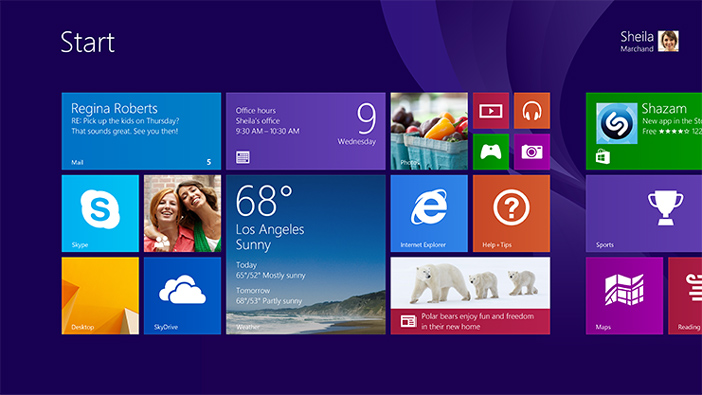 Start
Sheila
Marchand
Regina Roberts
RE: Pick up the kids on Thursday?
That sounds great. See you then!
Mail
5
Office hours
Sheila's office
9:30 AM – 10:30 AM
9
Wednesday
Photos
Shazam
New app in the Sto
Free ★★★★☆ 122
Skype
68°
Los Angeles
Sunny
Today
65°/52° Mostly sunny
Tomorrow
68°/53° Partly sunny
Weather
Internet Explorer
Help+Tips
Sports
Desktop
SkyDrive
Polar bears enjoy fun and freedom
in their new home
Maps
Reading